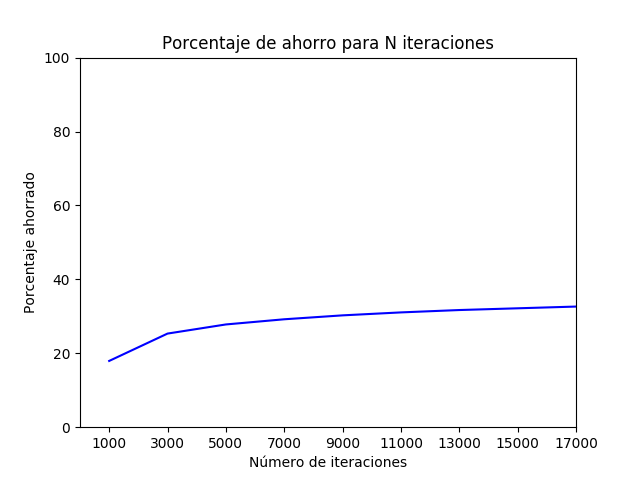 Porcentaje de ahorro para N iteraciones
100
80
60
40
20
0
Porcentaje ahorrado
1000 3000 5000 7000 9000 11000 13000 15000 17000
Número de iteraciones